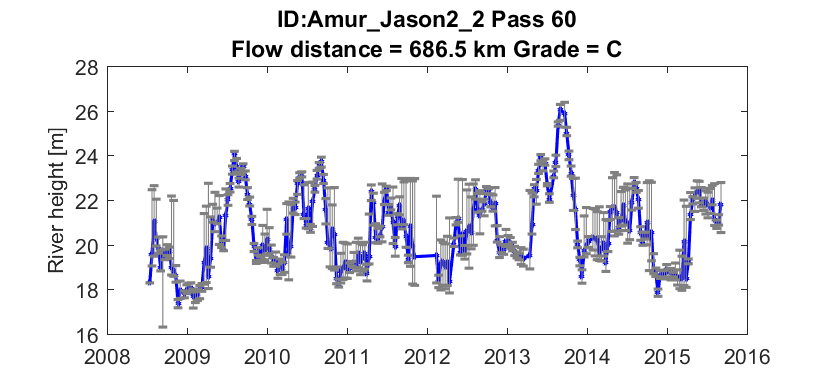 ID:Amur_Jason2_2 Pass 60
Flow distance = 686.5 km Grade = C
River height [m]
28
26
24
22
20
18
16
2008 2009 2010 2011 2012 2013 2014 2015 2016